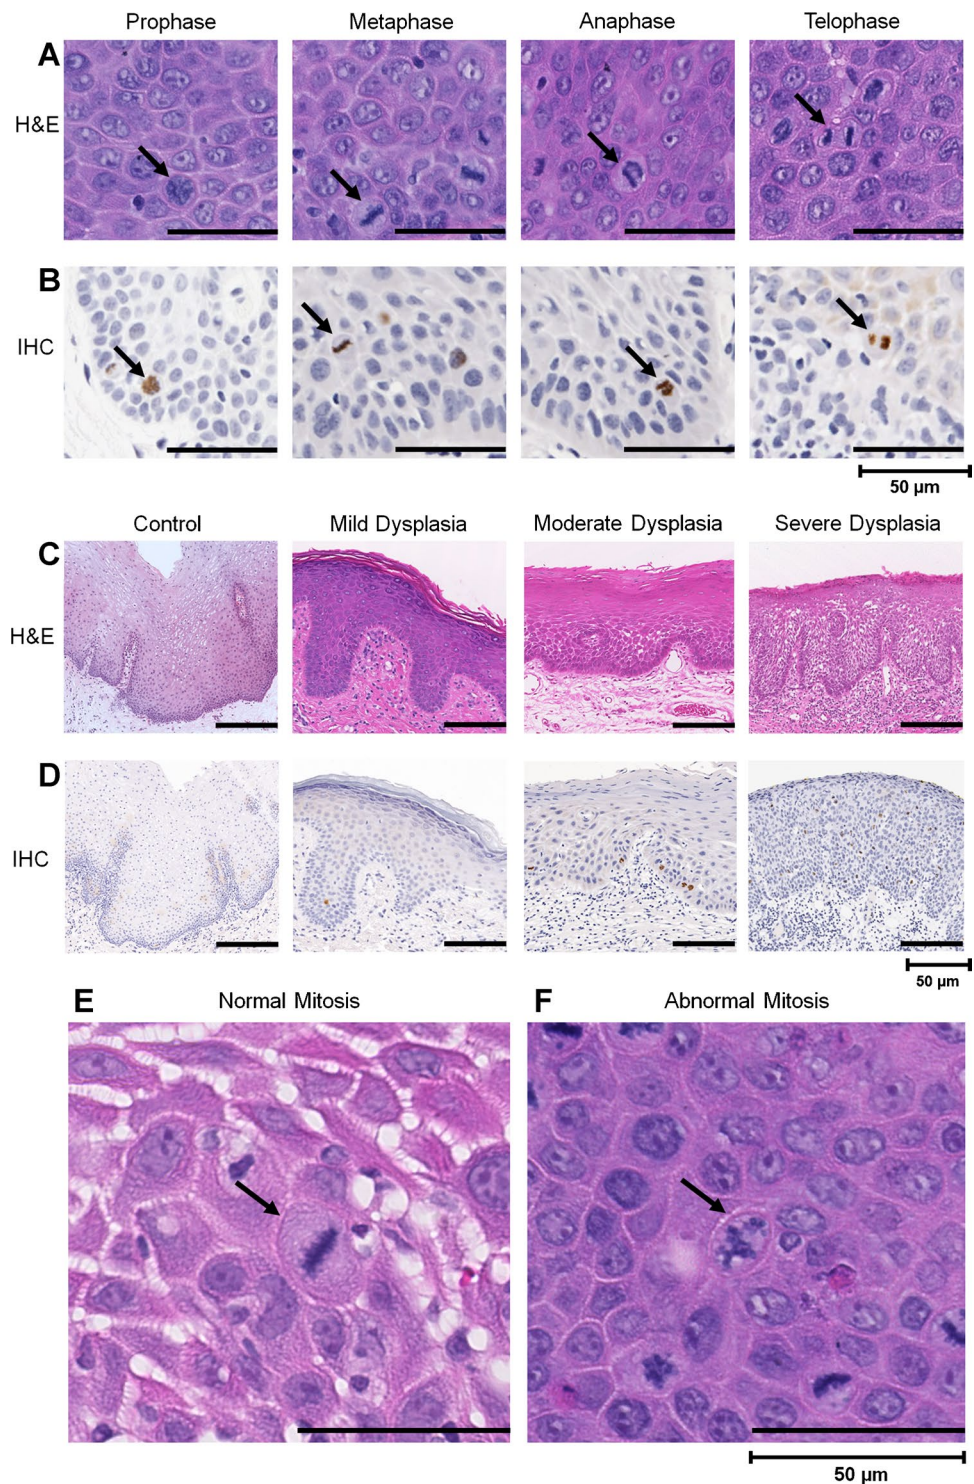 Prophase Metaphase Anaphase Telophase
A
H&E
B
IHC
50 µm
Control Mild Dysplasia Moderate Dysplasia Severe Dysplasia
C
H&E
D
IHC
50 µm
E Normal Mitosis F Abnormal Mitosis
50 µm